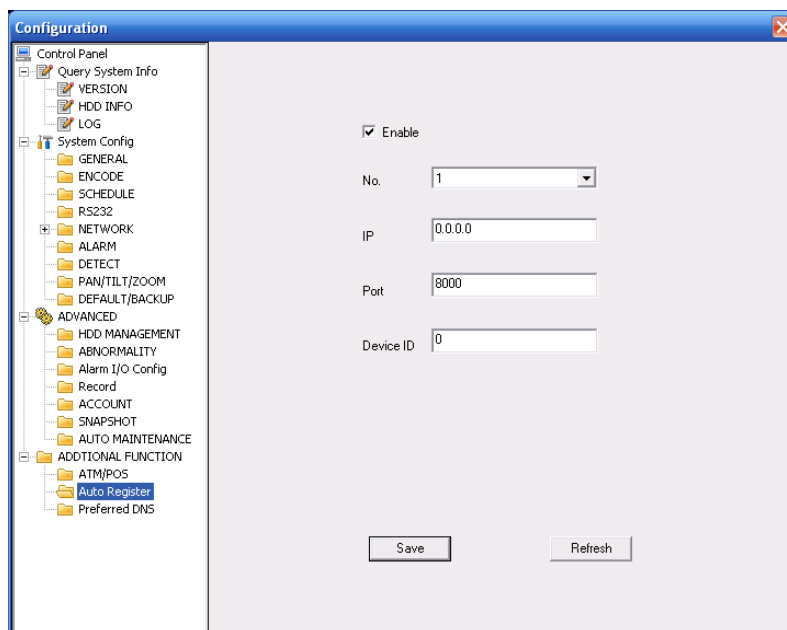 Configuration
Control Panel
Query System Info
VERSION
HDD INFO
LOG
System Config
GENERAL
ENCODE
SCHEDULE
RS232
NETWORK
ALARM
DETECT
PAN/TILT/ZOOM
DEFAULT/BACKUP
ADVANCED
HDD MANAGEMENT
ABNORMALITY
Alarm I/O Config
Record
ACCOUNT
SNAPSHOT
AUTO MAINTENANCE
ADDTIONAL FUNCTION
ATM/POS
Auto Register
Preferred DNS
Enable
No. 1
IP 0.0.0.0
Port 8000
Device ID 0
Save Refresh